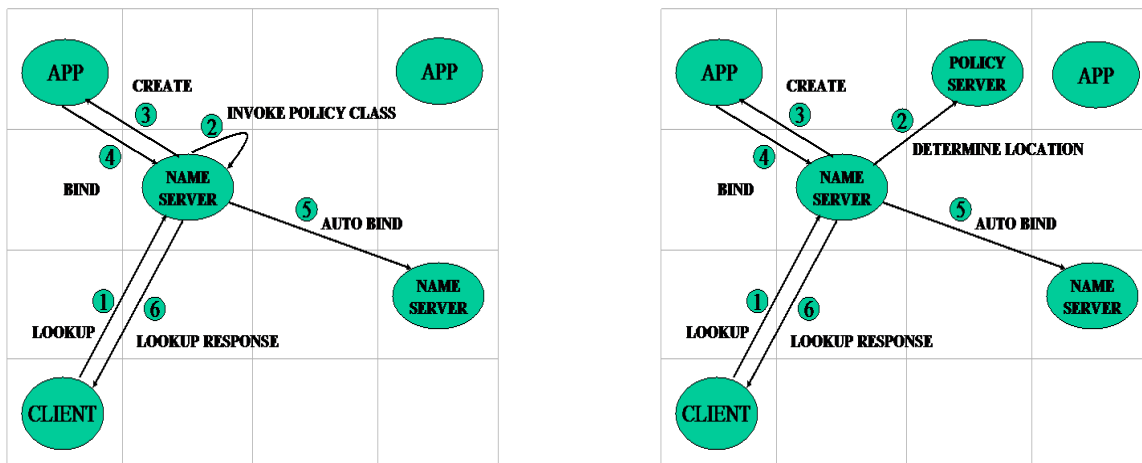 APP
APP
CREATE
3
2
INVOKE POLICY CLASS
4
BIND
NAME
SERVER
5
AUTO BIND
NAME
SERVER
1
6
LOOKUP
LOOKUP RESPONSE
CLIENT
APP
POLICY
SERVER
APP
CREATE
3
2
DETERMINE LOCATION
4
BIND
NAME
SERVER
5
AUTO BIND
NAME
SERVER
1
6
LOOKUP
LOOKUP RESPONSE
CLIENT